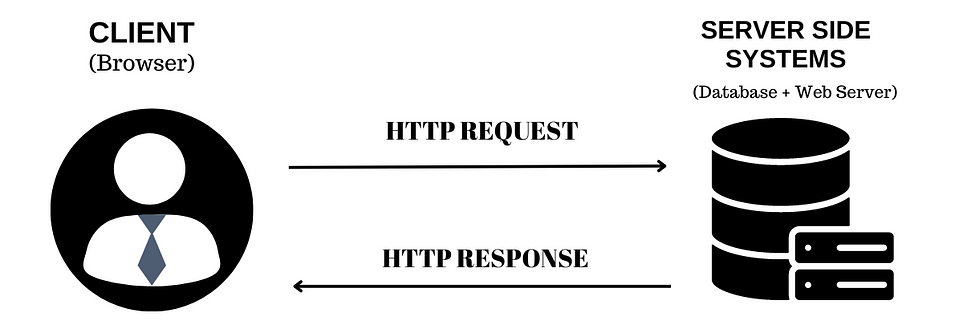 CLIENT
(Browser)
SERVER SIDE
SYSTEMS
(Database + Web Server)
HTTP REQUEST
HTTP RESPONSE